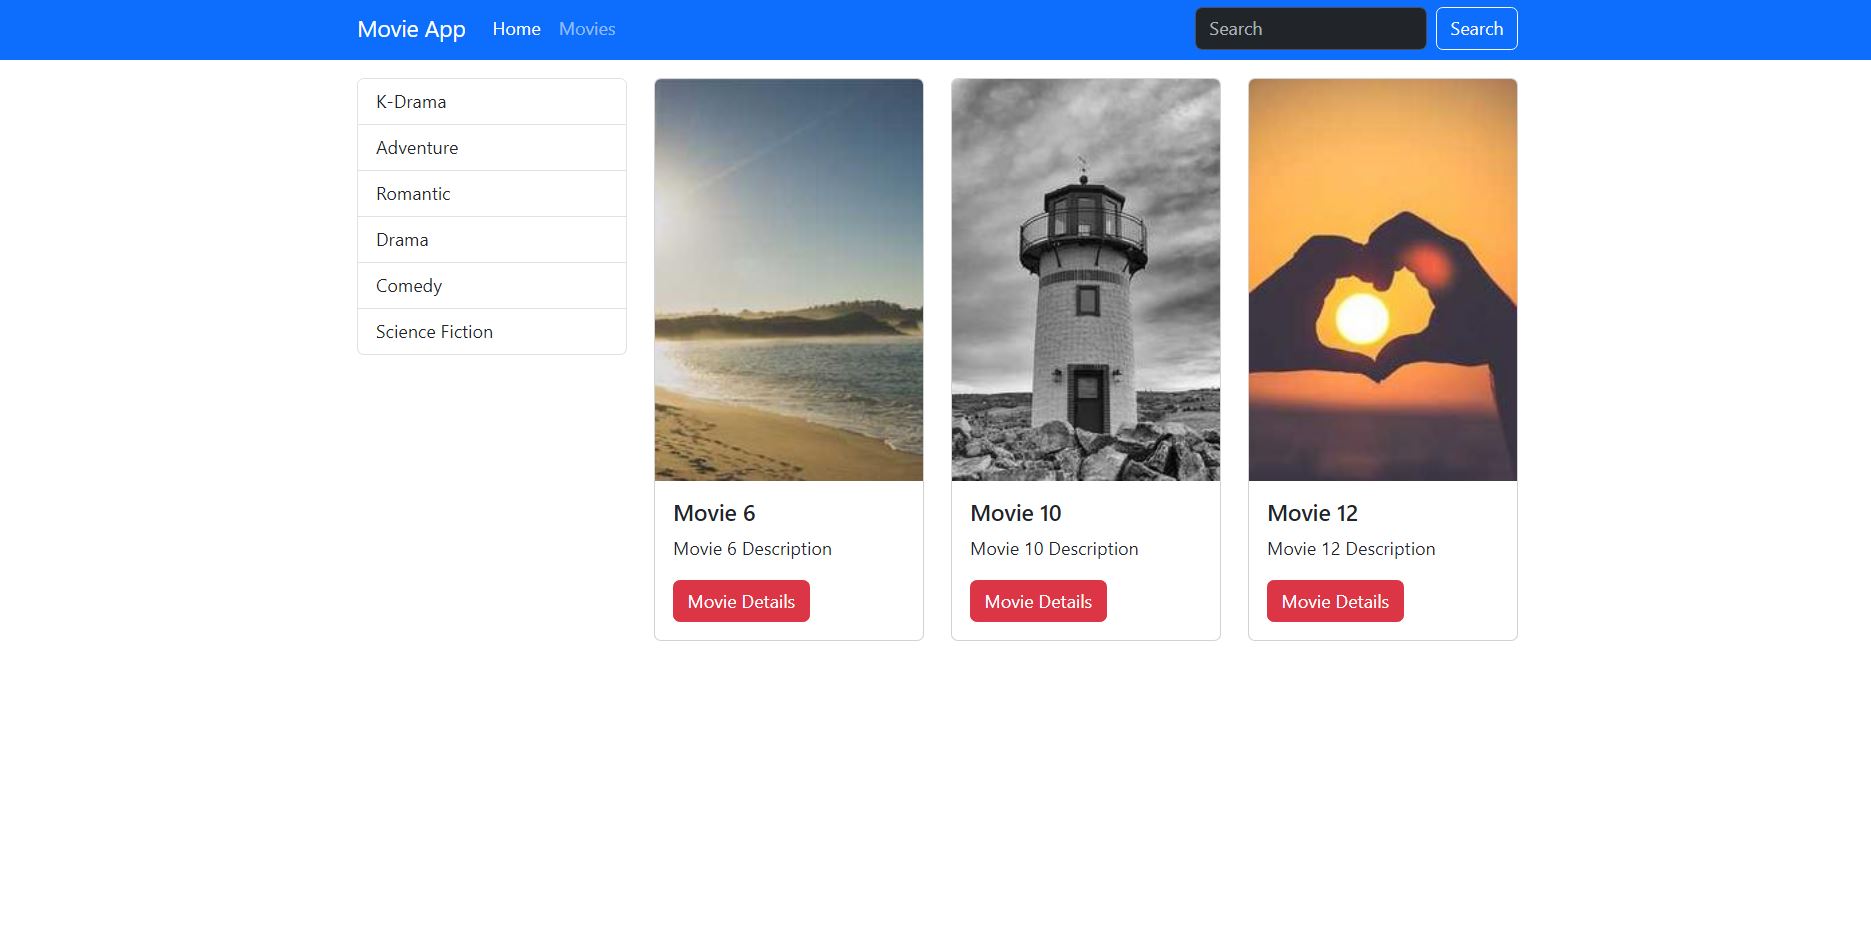 Movie App Home Movies Search Search
K-Drama
Adventure
Romantic
Drama
Comedy
Science Fiction
Movie 6
Movie 6 Description
Movie Details
Movie 10
Movie 10 Description
Movie Details
Movie 12
Movie 12 Description
Movie Details